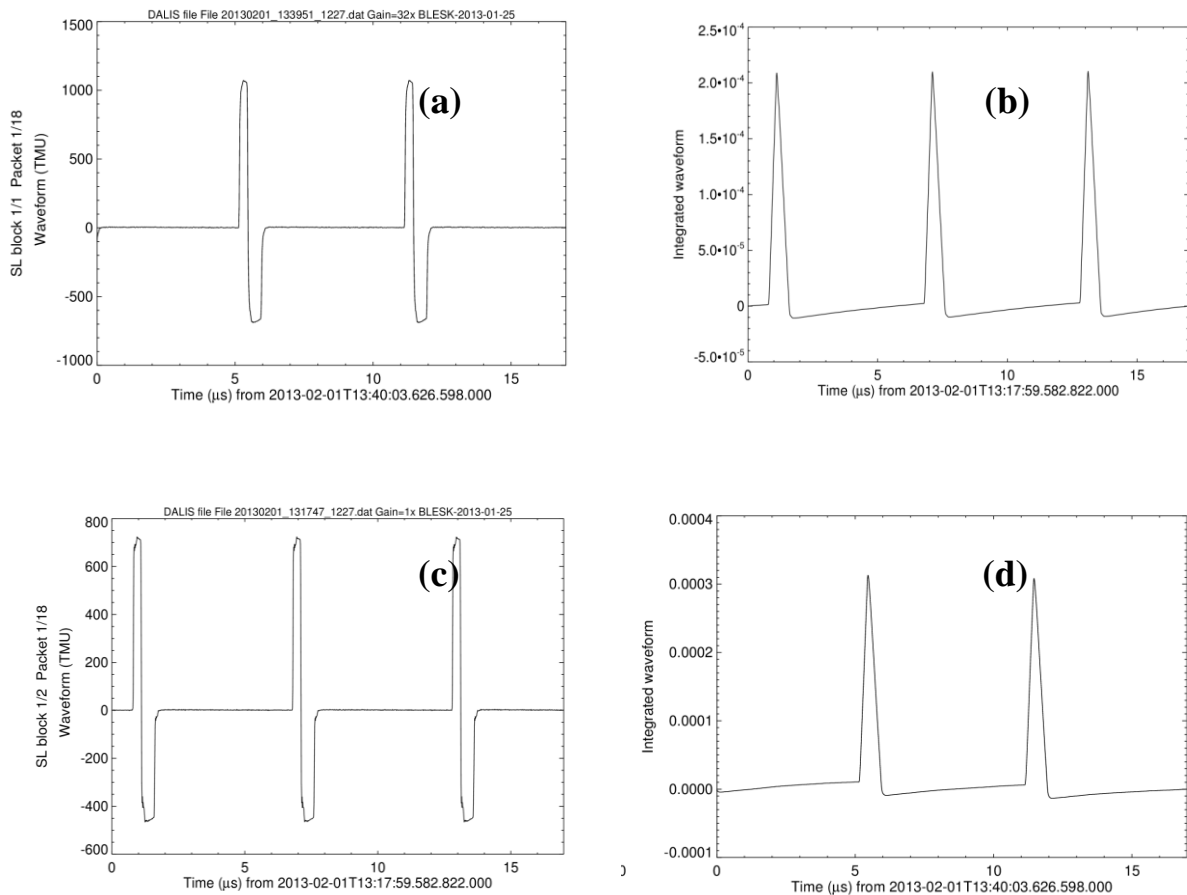 DALIS file File 20130201_133951_1227.dat Gain=32x BLESK-2013-01-25
1500
1000
500
0
-500
-1000
SL block 1/1 Packet 1/18
Waveform (TMU)
(a)
0 5 10 15
Time (µs) from 2013-02-01T13:40:03.626.598.000
2.5•10-4
2.0•10-4
1.5•10-4
1.0•10-4
5.0•10-5
0
-5.0•10-5
Integrated waveform
(b)
0 5 10 15
Time (µs) from 2013-02-01T13:17:59.582.822.000
DALIS file File 20130201_131747_1227.dat Gain=1x BLESK-2013-01-25
800
600
400
200
0
-200
-400
-600
SL block 1/2 Packet 1/18
Waveform (TMU)
(c)
0 5 10 15
Time (µs) from 2013-02-01T13:17:59.582.822.000
0.0004
0.0003
0.0002
0.0001
0.0000
-0.0001
Integrated waveform
(d)
0 5 10 15
Time (µs) from 2013-02-01T13:40:03.626.598.000